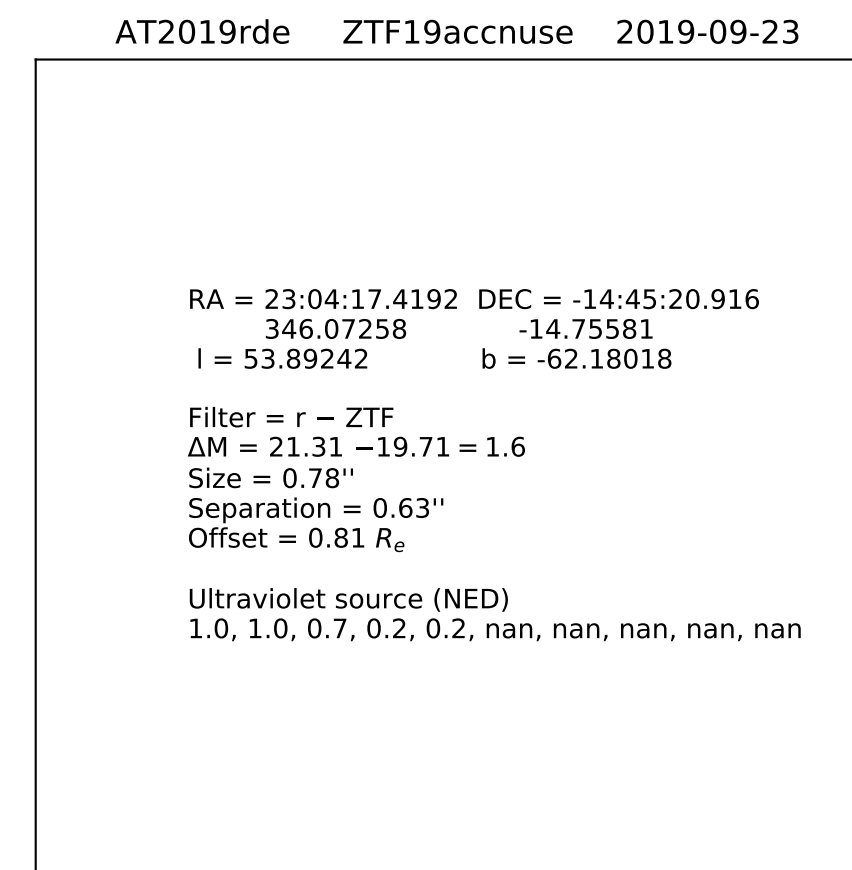 AT2019rde ZTF19accnuse 2019-09-23
RA = 23:04:17.4192 DEC = -14:45:20.916
346.07258 -14.75581
l = 53.89242 b = -62.18018
Filter = r − ZTF
ΔM = 21.31 −19.71 = 1.6
Size = 0.78''
Separation = 0.63''
Offset = 0.81 Re
Ultraviolet source (NED)
1.0, 1.0, 0.7, 0.2, 0.2, nan, nan, nan, nan, nan